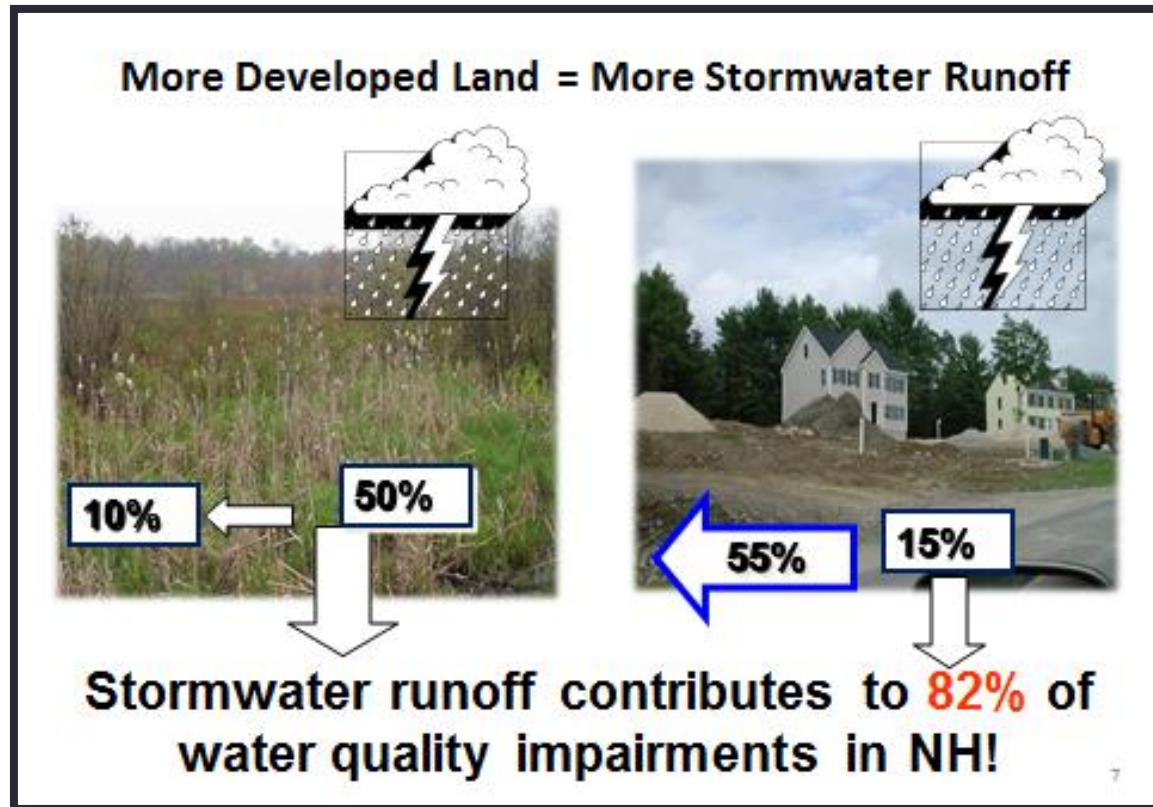 More Developed Land = More Stormwater Runoff
10%
50%
55%
15%
Stormwater runoff contributes to 82% of
water quality impairments in NH!
7